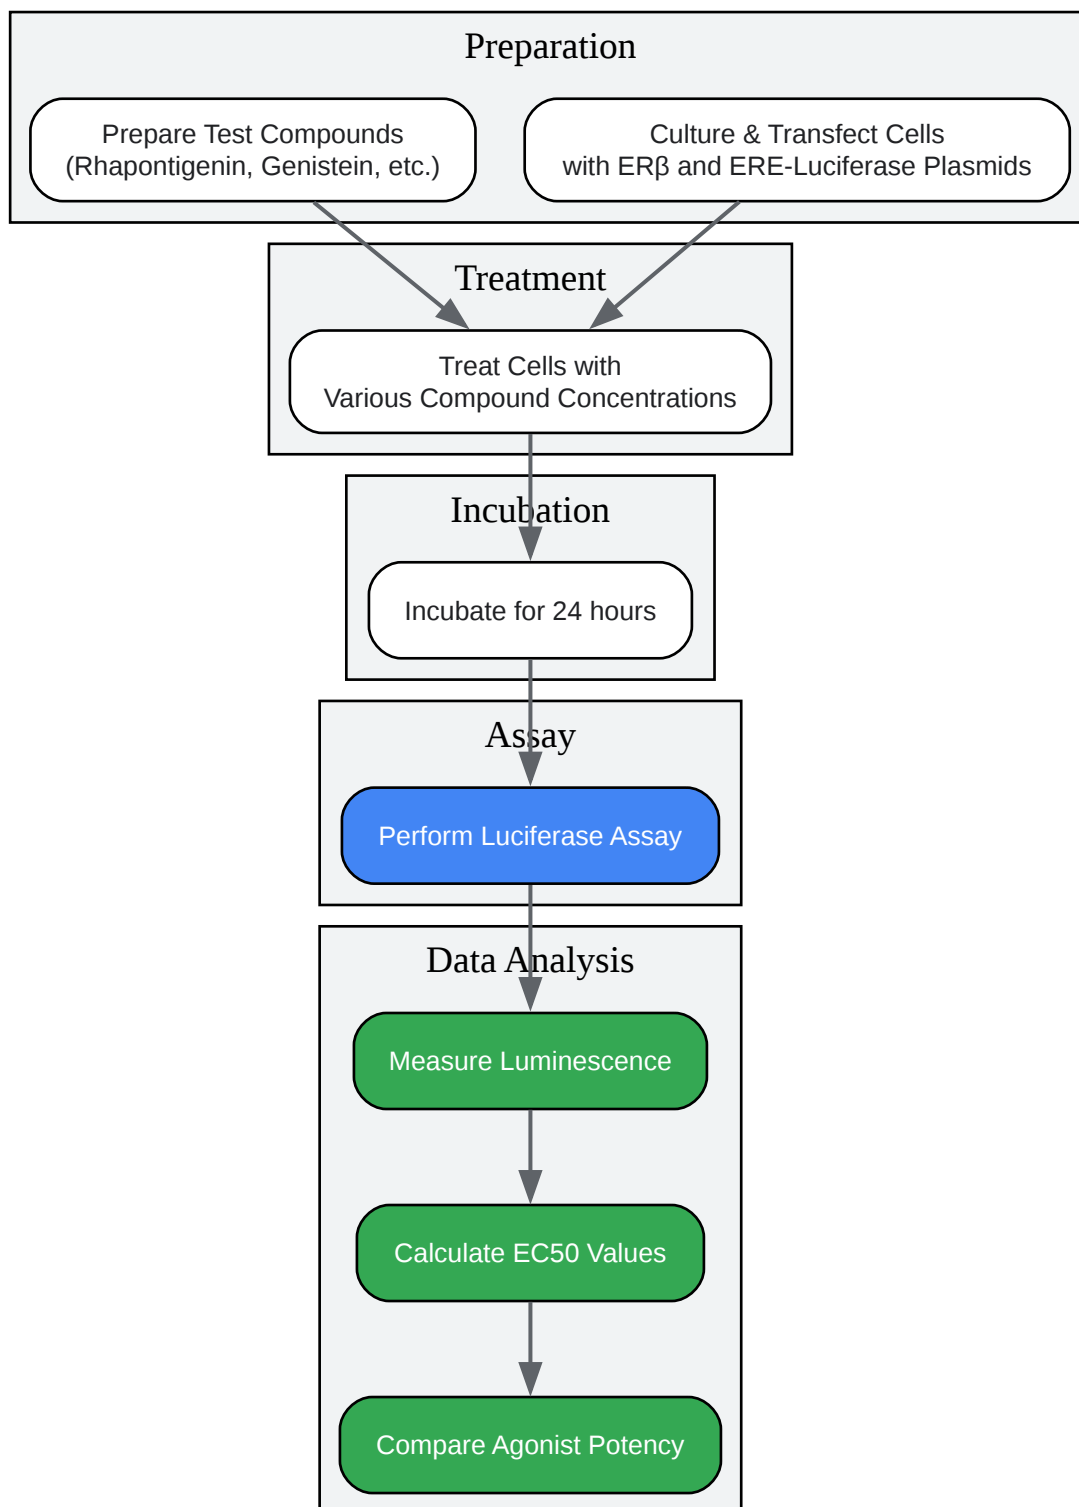 Preparation
Prepare Test Compounds
(Rhapontigenin, Genistein, etc.)
Culture & Transfect Cells
with ERβ and ERE-Luciferase Plasmids
Treatment
Treat Cells with
Various Compound Concentrations
Incubation
Incubate for 24 hours
Assay
Perform Luciferase Assay
Data Analysis
Measure Luminescence
Calculate EC50 Values
Compare Agonist Potency